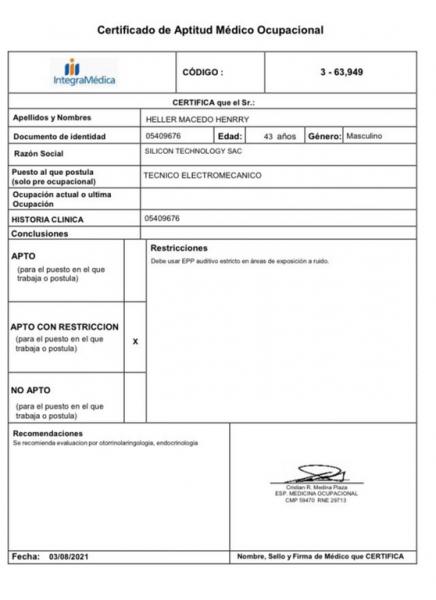 Certificado de Aptitud Médico Ocupacional
IntegraMédica
CÓDIGO :
3 - 63,949
CERTIFICA que el Sr.:
Apellidos y Nombres
HELLER MACEDO HENRRY
Documento de identidad
05409676
Edad:
43 años
Género:
Masculino
Razón Social
SILICON TECHNOLOGY SAC
Puesto al que postula
(solo pre ocupacional)
TECNICO ELECTROMECANICO
Ocupación actual o ultima
Ocupación
HISTORIA CLINICA
05409676
Conclusiones
APTO
(para el puesto en el que
trabaja o postula)
Restricciones
Debe usar EPP auditivo estricto en áreas de exposición a ruido.
APTO CON RESTRICCION
(para el puesto en el que
trabaja o postula)
X
NO APTO
(para el puesto en el que
trabaja o postula)
Recomendaciones
Se recomienda evaluacion por otorrinolaringologia, endocrinologia
Cristian R. Medina Plaza
ESP. MEDICINA OCUPACIONAL
CMP 59470 RNE 29713
Fecha: 03/08/2021
Nombre, Sello y Firma de Médico que CERTIFICA